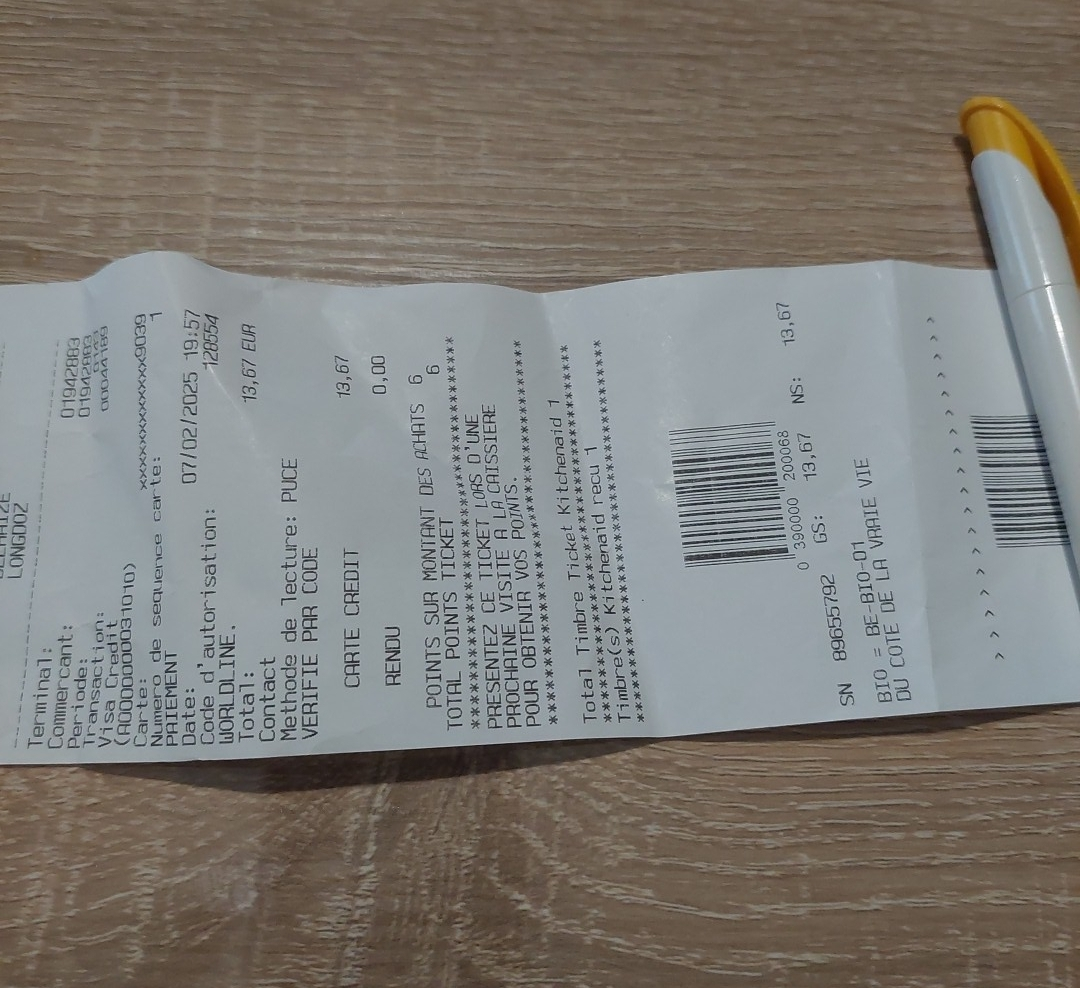 LONGDOZ
Terminal: 01942883
Commercant: 01942883
Periode: 0143
Transaction: 00044189
Visa Credit
(A0000000031010)
Carte: xxxxxxxxxxxxx9039
Numero de sequence carte: 1
PAIEMENT
Date: 07/02/2025 19:57
Code d'autorisation: 128554
WORLDLINE.
Total: 13,67 EUR
Contact
Methode de lecture: PUCE
VERIFIE PAR CODE
CARTE CREDIT 13,67
RENDU 0,00
POINTS SUR MONTANT DES ACHATS 6
TOTAL POINTS TICKET 6
****************************************
PRESENTEZ CE TICKET LORS D'UNE
PROCHAINE VISITE A LA CAISSIERE
POUR OBTENIR VOS POINTS.
****************************************
Total Timbre Ticket Kitchenaid 1
****************************************
Timbre(s) Kitchenaid recu 1
****************************************
0 390000 200068
SN 89655792 GS: 13,67 NS: 13,67
BIO = BE-BIO-01
DU COTE DE LA VRAIE VIE
> > > > > > > > > > > > >